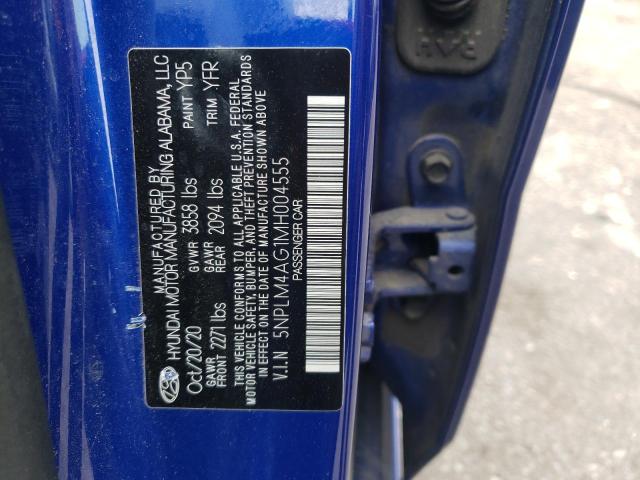 MANUFACTURED BY
HYUNDAI MOTOR MANUFACTURING ALABAMA, LLC
Oct/20/20 GVWR 3858 lbs PAINT YP5
GAWR FRONT 2271 lbs GAWR REAR 2094 lbs TRIM YFR
THIS VEHICLE CONFORMS TO ALL APPLICABLE U.S.A. FEDERAL
MOTOR VEHICLE SAFETY, BUMPER, AND THEFT PREVENTION STANDARDS
IN EFFECT ON THE DATE OF MANUFACTURE SHOWN ABOVE
V.I.N 5NPLM4AG1MH004555
PASSENGER CAR
RAH